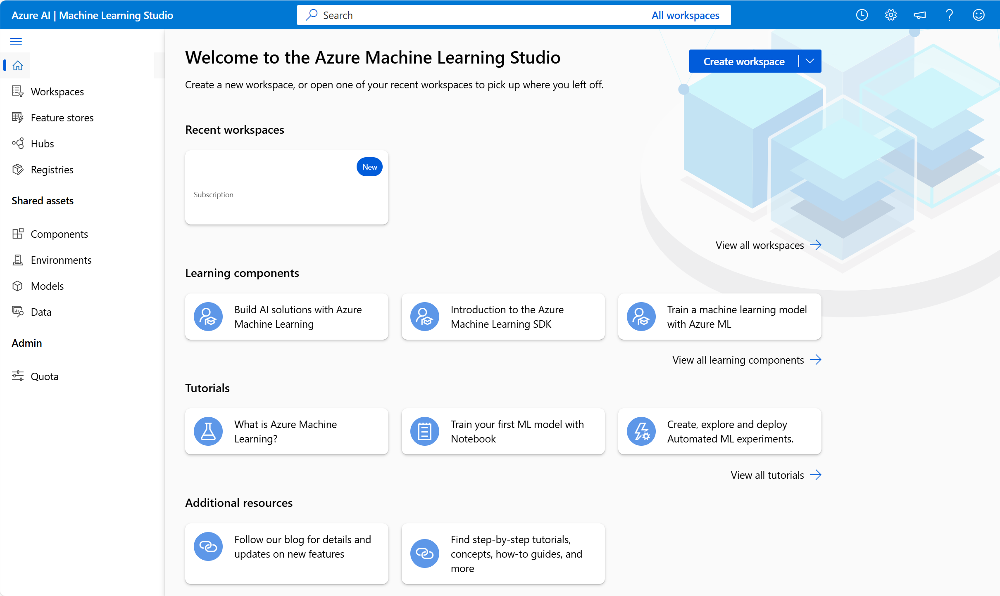 Azure AI | Machine Learning Studio
Search
All workspaces
Workspaces
Feature stores
Hubs
Registries
Shared assets
Components
Environments
Models
Data
Admin
Quota
Welcome to the Azure Machine Learning Studio
Create workspace
Create a new workspace, or open one of your recent workspaces to pick up where you left off.
Recent workspaces
New
Subscription
View all workspaces
Learning components
Build AI solutions with Azure
Machine Learning
Introduction to the Azure
Machine Learning SDK
Train a machine learning model
with Azure ML
View all learning components
Tutorials
What is Azure Machine
Learning?
Train your first ML model with
Notebook
Create, explore and deploy
Automated ML experiments.
View all tutorials
Additional resources
Follow our blog for details and
updates on new features
Find step-by-step tutorials,
concepts, how-to guides, and
more